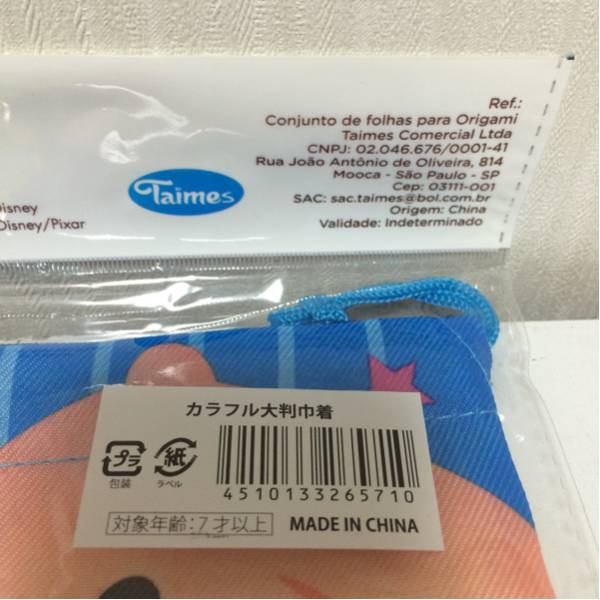 Ref.:
Conjunto de folhas para Origami
Taimes Comercial Ltda
CNPJ: 02.046.676/0001-41
Rua João Antônio de Oliveira, 814
Mooca - São Paulo - SP
Cep: 03111-001
SAC: sac.taimes@bol.com.br
Origem: China
Validade: Indeterminado
Taimes
Disney
Disney/Pixar
カラフル大判巾着
プラ
包装
紙
ラベル
4510133265710
対象年齢:7才以上
MADE IN CHINA